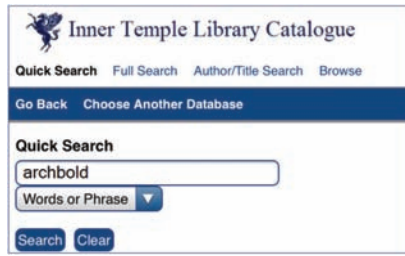 Inner Temple Library Catalogue
Quick Search Full Search Author/Title Search Browse
Go Back Choose Another Database
Quick Search
archbold
Words or Phrase
Search Clear